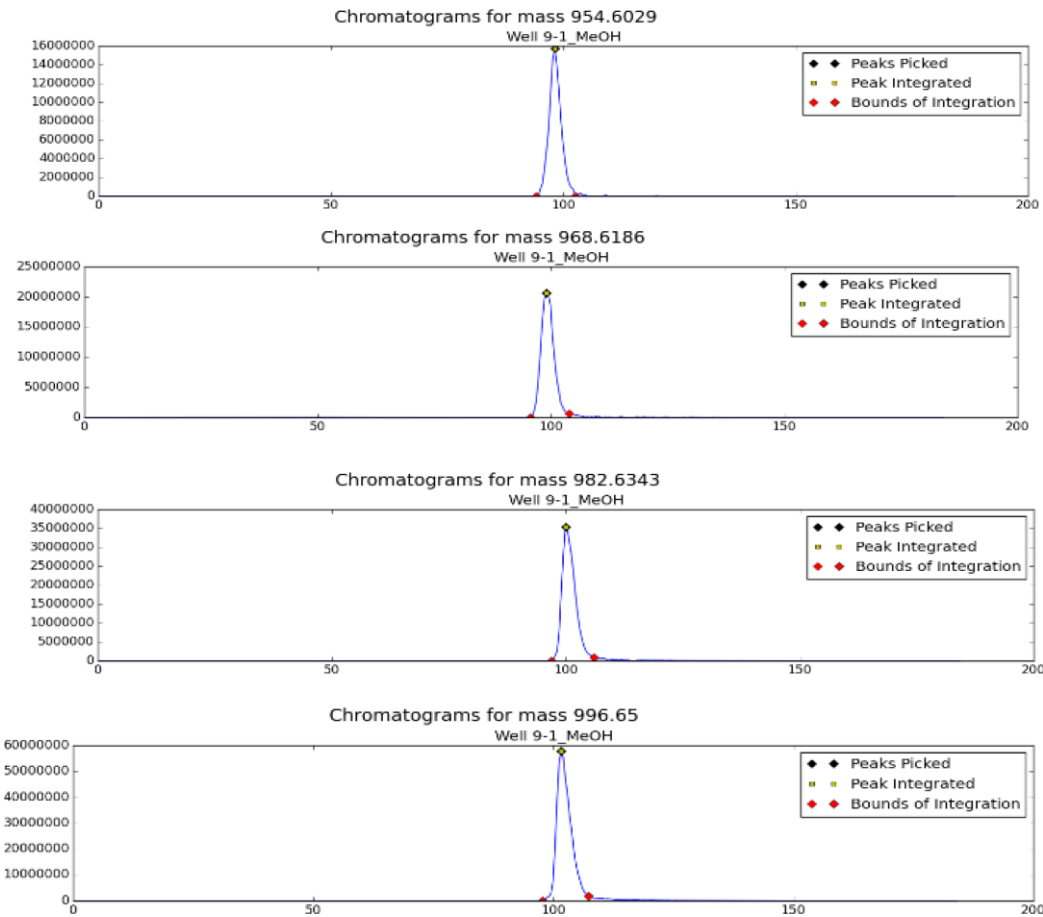 Chromatograms for mass 954.6029
Well 9-1_MeOH
16000000
14000000
12000000
10000000
8000000
6000000
4000000
2000000
0
Peaks Picked
Peak Integrated
Bounds of Integration
0 50 100 150 200
Chromatograms for mass 968.6186
Well 9-1_MeOH
25000000
20000000
15000000
10000000
5000000
0
Peaks Picked
Peak Integrated
Bounds of Integration
0 50 100 150 200
Chromatograms for mass 982.6343
Well 9-1_MeOH
40000000
35000000
30000000
25000000
20000000
15000000
10000000
5000000
0
Peaks Picked
Peak Integrated
Bounds of Integration
0 50 100 150 200
Chromatograms for mass 996.65
Well 9-1_MeOH
60000000
50000000
40000000
30000000
20000000
10000000
0
Peaks Picked
Peak Integrated
Bounds of Integration
0 50 100 150 200